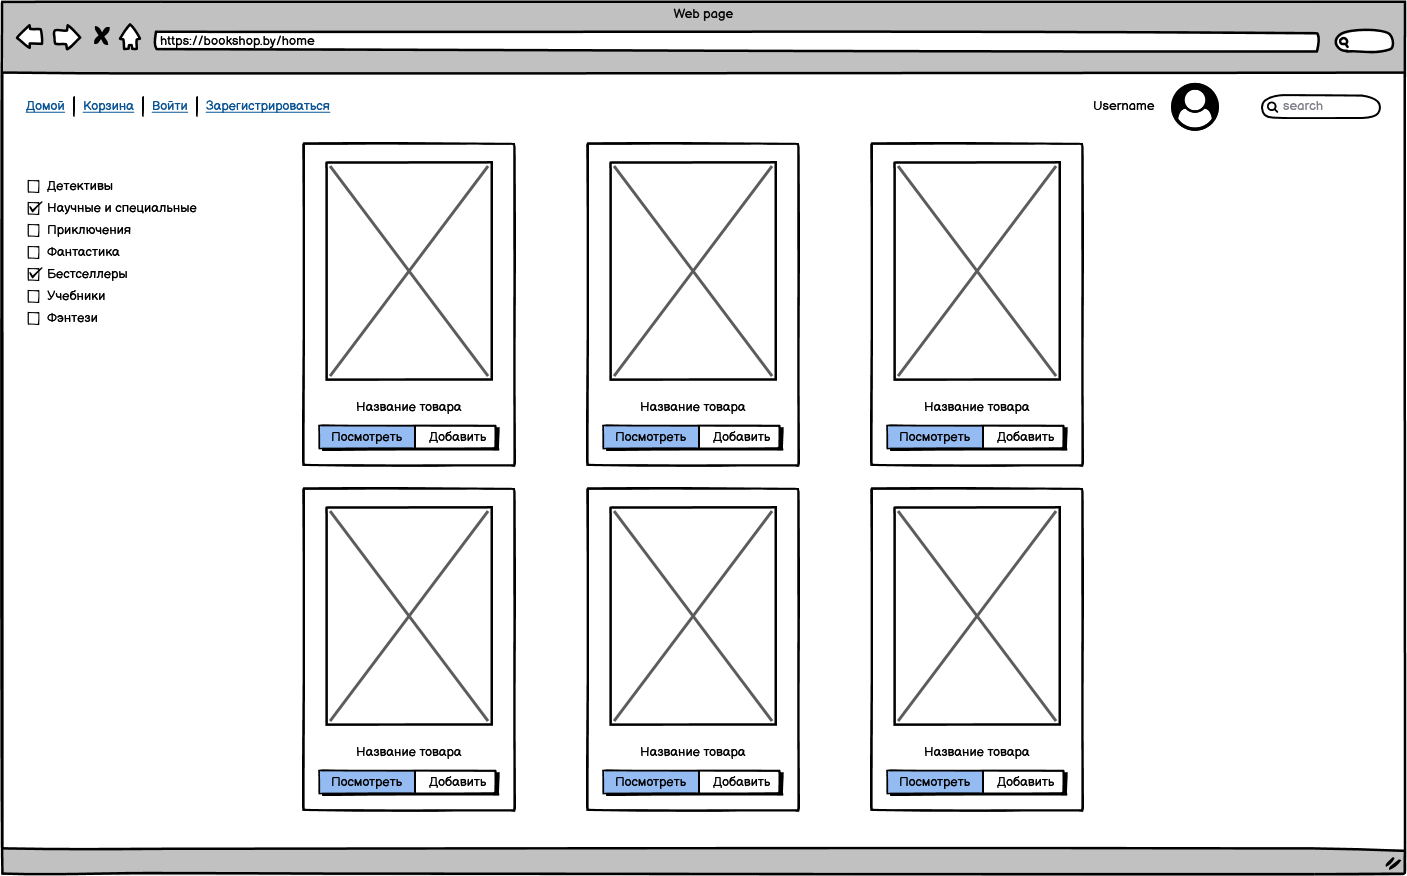 Web page
https://bookshop.by/home
Домой Корзина Войти Зарегистрироваться
Username
search
Детективы
Научные и специальные
Приключения
Фантастика
Бестселлеры
Учебники
Фэнтези
Название товара
Посмотреть Добавить
Название товара
Посмотреть Добавить
Название товара
Посмотреть Добавить
Название товара
Посмотреть Добавить
Название товара
Посмотреть Добавить
Название товара
Посмотреть Добавить